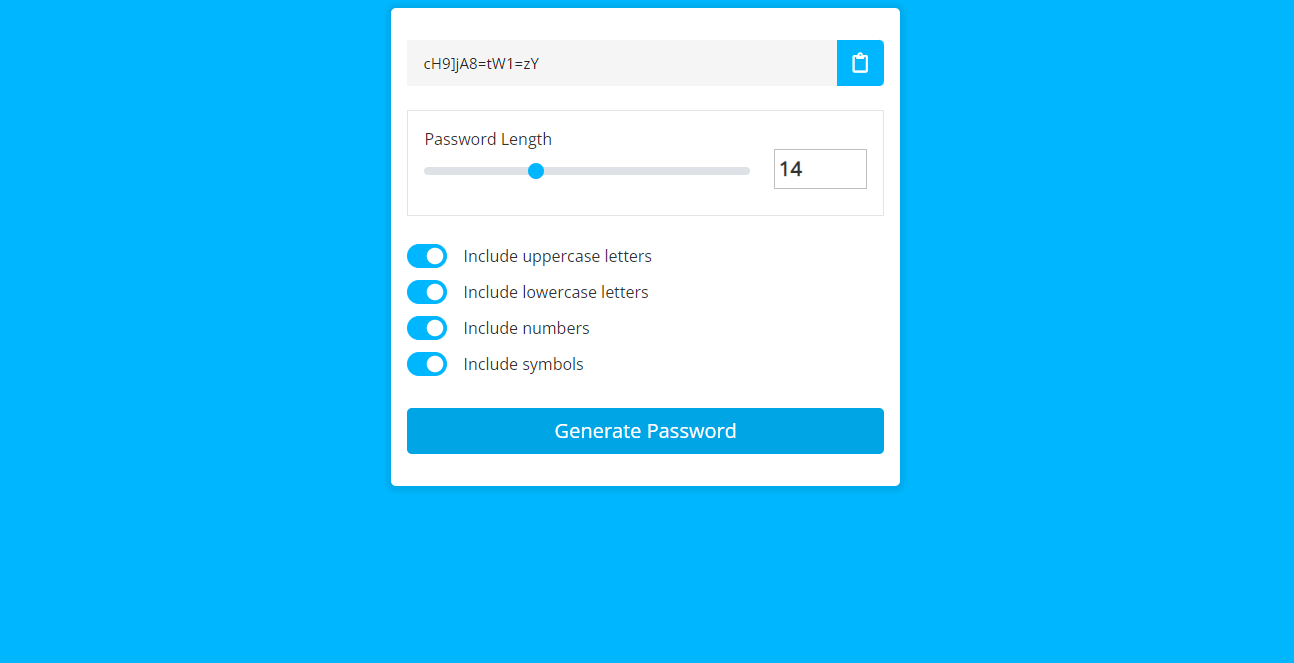 cH9]jA8=tW1=zY
Password Length
14
Include uppercase letters
Include lowercase letters
Include numbers
Include symbols
Generate Password